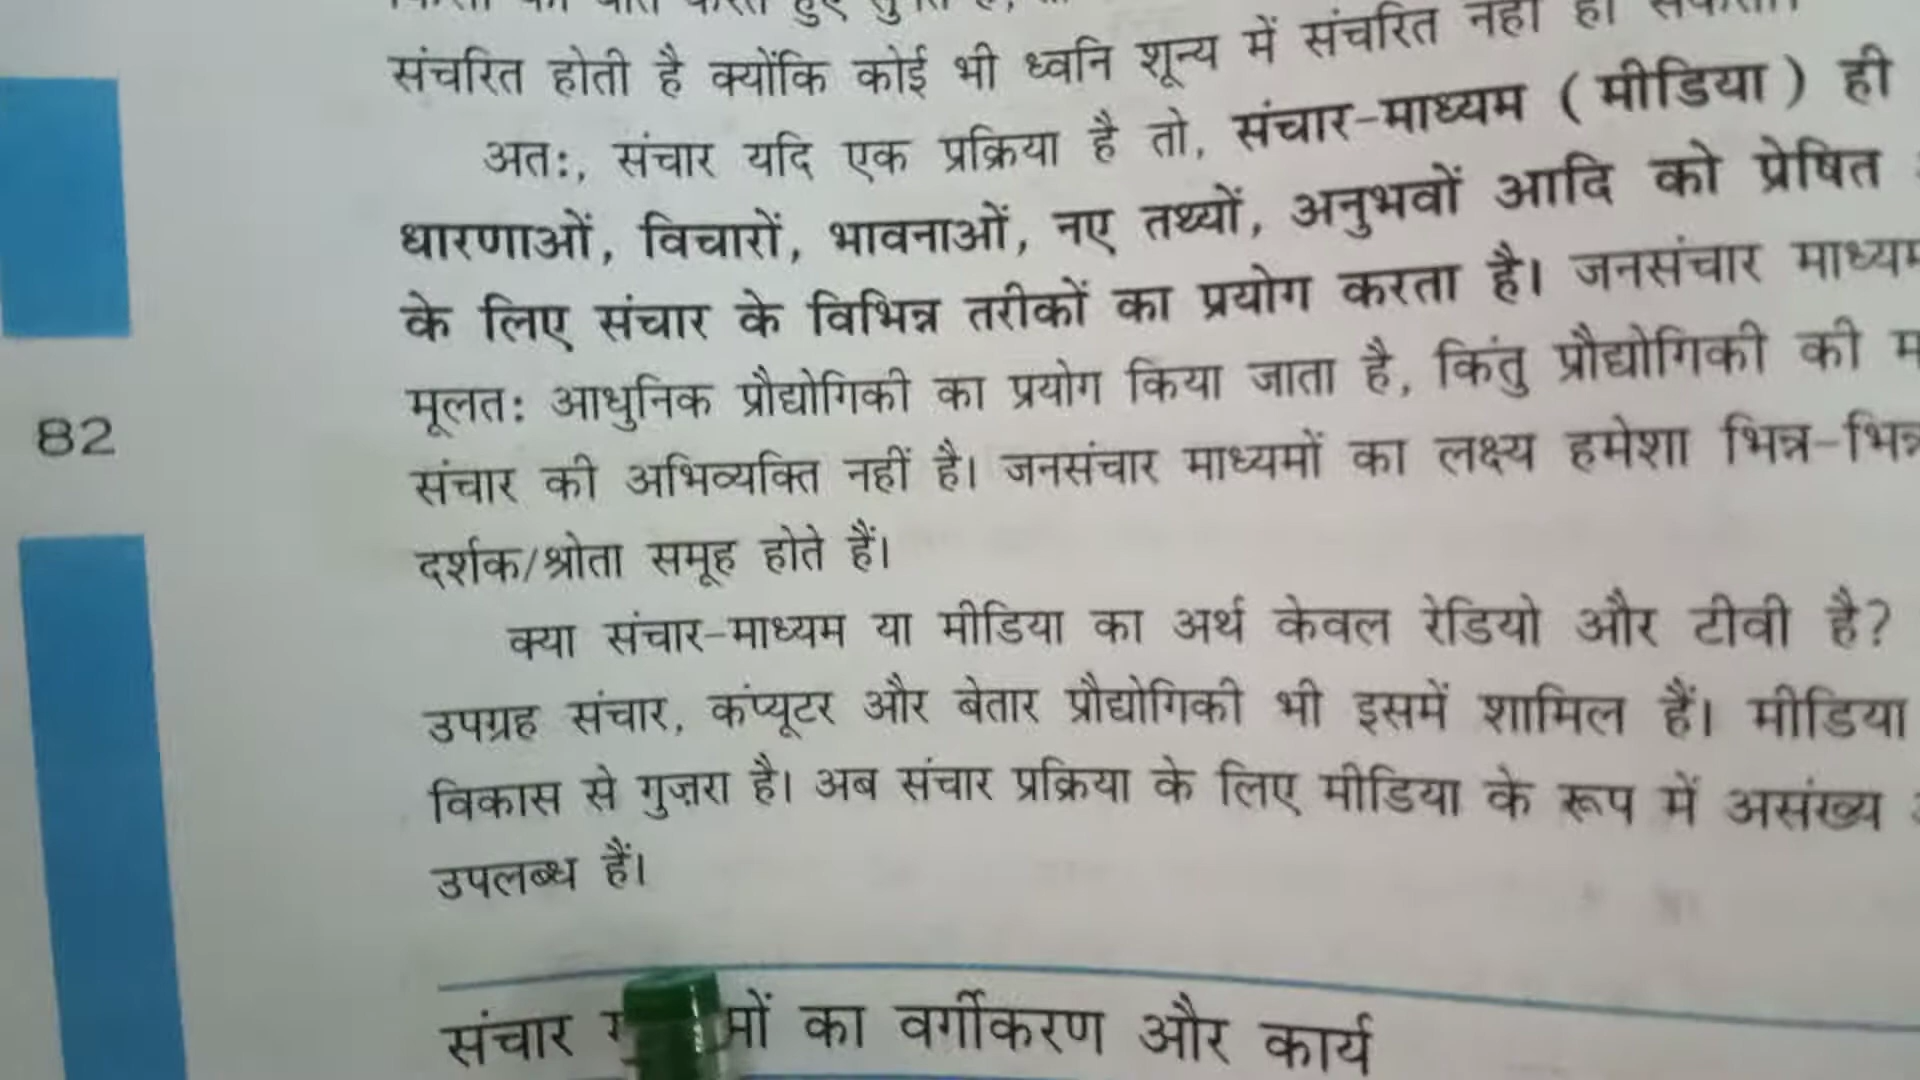 संचरित होती है क्योंकि कोई भी ध्वनि शून्य में संचरित नहीं हो सकती।
अतः, संचार यदि एक प्रक्रिया है तो, संचार-माध्यम (मीडिया) ही
धारणाओं, विचारों, भावनाओं, नए तथ्यों, अनुभवों आदि को प्रेषित
के लिए संचार के विभिन्न तरीकों का प्रयोग करता है। जनसंचार माध्यम
मूलतः आधुनिक प्रौद्योगिकी का प्रयोग किया जाता है, किंतु प्रौद्योगिकी की
82
संचार की अभिव्यक्ति नहीं है। जनसंचार माध्यमों का लक्ष्य हमेशा भिन्न-भिन्न
दर्शक/श्रोता समूह होते हैं।
क्या संचार-माध्यम या मीडिया का अर्थ केवल रेडियो और टीवी है?
उपग्रह संचार, कंप्यूटर और बेतार प्रौद्योगिकी भी इसमें शामिल हैं। मीडिया
विकास से गुज़रा है। अब संचार प्रक्रिया के लिए मीडिया के रूप में असंख्य
उपलब्ध हैं।
संचार का वर्गीकरण और कार्य